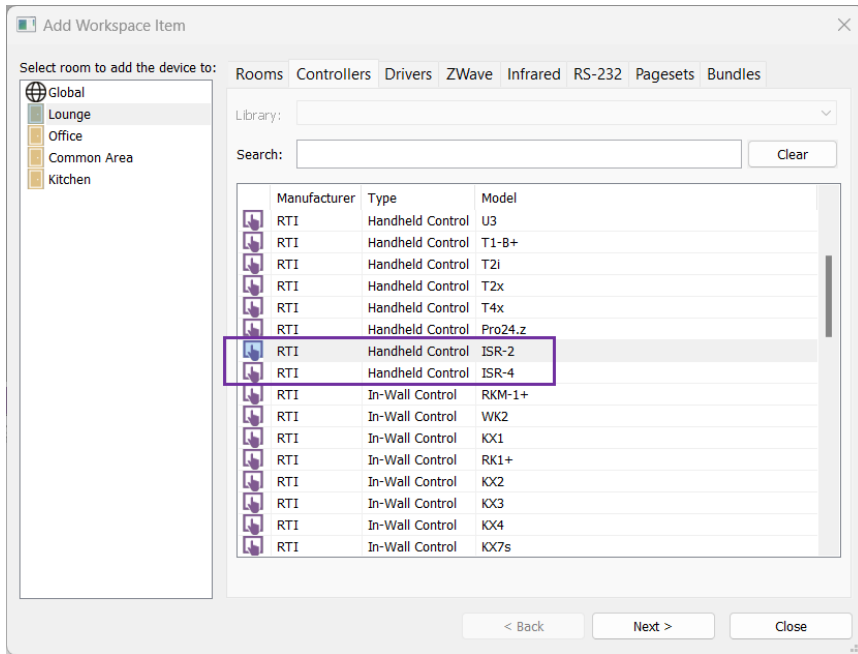 Add Workspace Item
Select room to add the device to:
Global
Lounge
Office
Common Area
Kitchen
Rooms Controllers Drivers ZWave Infrared RS-232 Pagesets Bundles
Library:
Search: Clear
Manufacturer Type Model
RTI Handheld Control U3
RTI Handheld Control T1-B+
RTI Handheld Control T2i
RTI Handheld Control T2x
RTI Handheld Control T4x
RTI Handheld Control Pro24.z
RTI Handheld Control ISR-2
RTI Handheld Control ISR-4
RTI In-Wall Control RKM-1+
RTI In-Wall Control WK2
RTI In-Wall Control KX1
RTI In-Wall Control RK1+
RTI In-Wall Control KX2
RTI In-Wall Control KX3
RTI In-Wall Control KX4
RTI In-Wall Control KX7s
< Back Next > Close